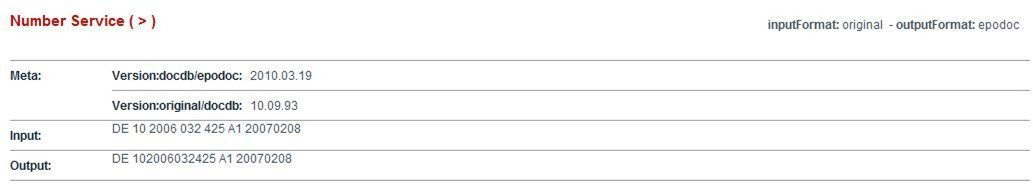 Number Service ( > )
inputFormat: original - outputFormat: epodoc
Meta: Version:docdb/epodoc: 2010.03.19
Version:original/docdb: 10.09.93
Input: DE 10 2006 032 425 A1 20070208
Output: DE 102006032425 A1 20070208